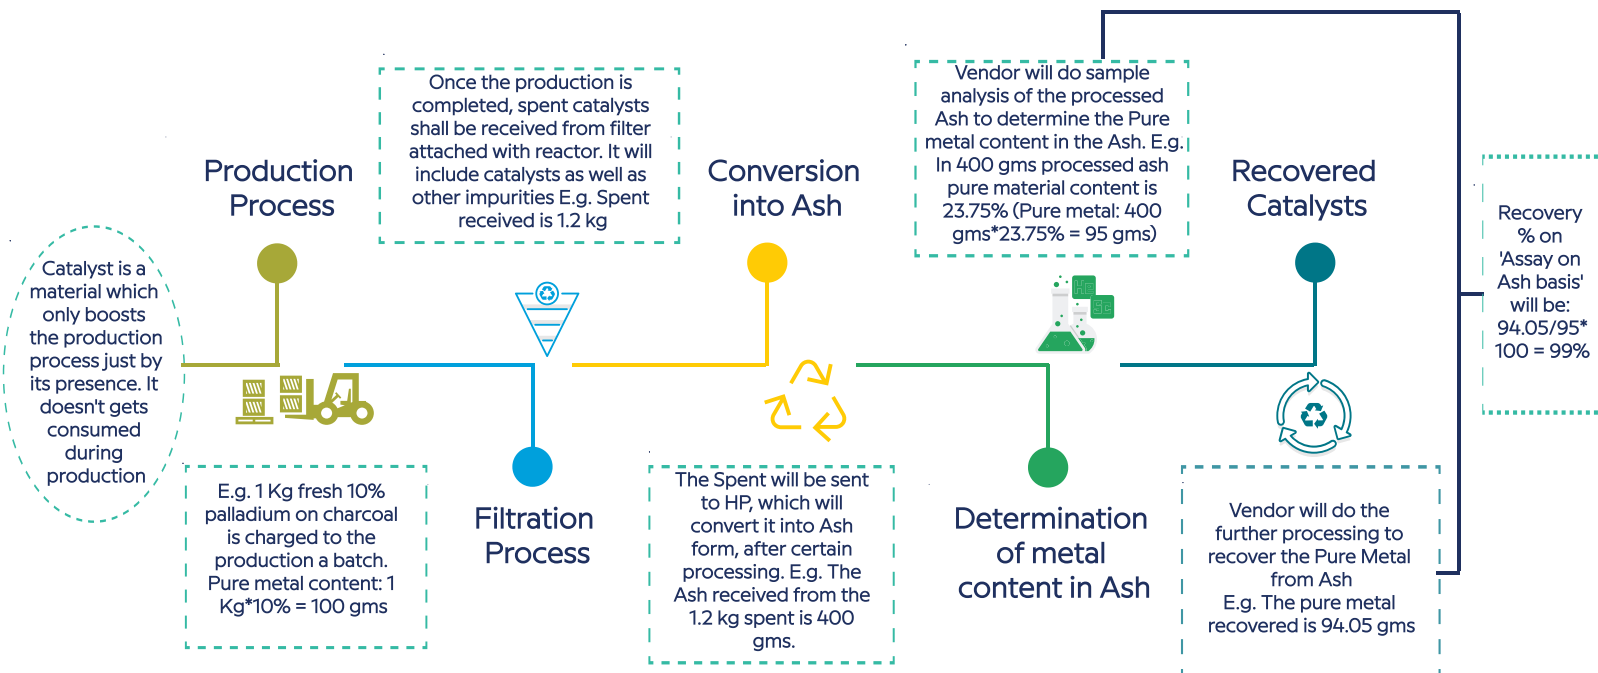 Catalyst is a
material which
only boosts
the production
process just by
its presence. It
doesn't gets
consumed
during
production
Production
Process
E.g. 1 Kg fresh 10%
palladium on charcoal
is charged to the
production a batch.
Pure metal content: 1
Kg*10% = 100 gms
Once the production is
completed, spent catalysts
shall be received from filter
attached with reactor. It will
include catalysts as well as
other impurities E.g. Spent
received is 1.2 kg
Filtration
Process
Conversion
into Ash
The Spent will be sent
to HP, which will
convert it into Ash
form, after certain
processing. E.g. The
Ash received from the
1.2 kg spent is 400
gms.
Vendor will do sample
analysis of the processed
Ash to determine the Pure
metal content in the Ash. E.g.
In 400 gms processed ash
pure material content is
23.75% (Pure metal: 400
gms*23.75% = 95 gms)
Hg
Sc
Determination
of metal
content in Ash
Recovered
Catalysts
Vendor will do the
further processing to
recover the Pure Metal
from Ash
E.g. The pure metal
recovered is 94.05 gms
Recovery
% on
'Assay on
Ash basis'
will be:
94.05/95*
100 = 99%